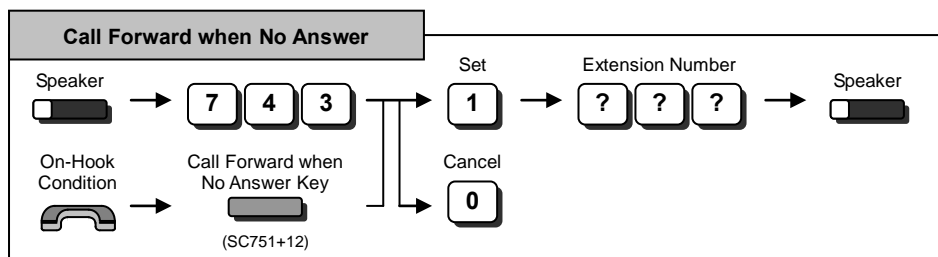 Call Forward when No Answer
Speaker
7 4 3
Set
1
Extension Number
? ? ?
Speaker
On-Hook
Condition
Call Forward when
No Answer Key
(SC751+12)
Cancel
0